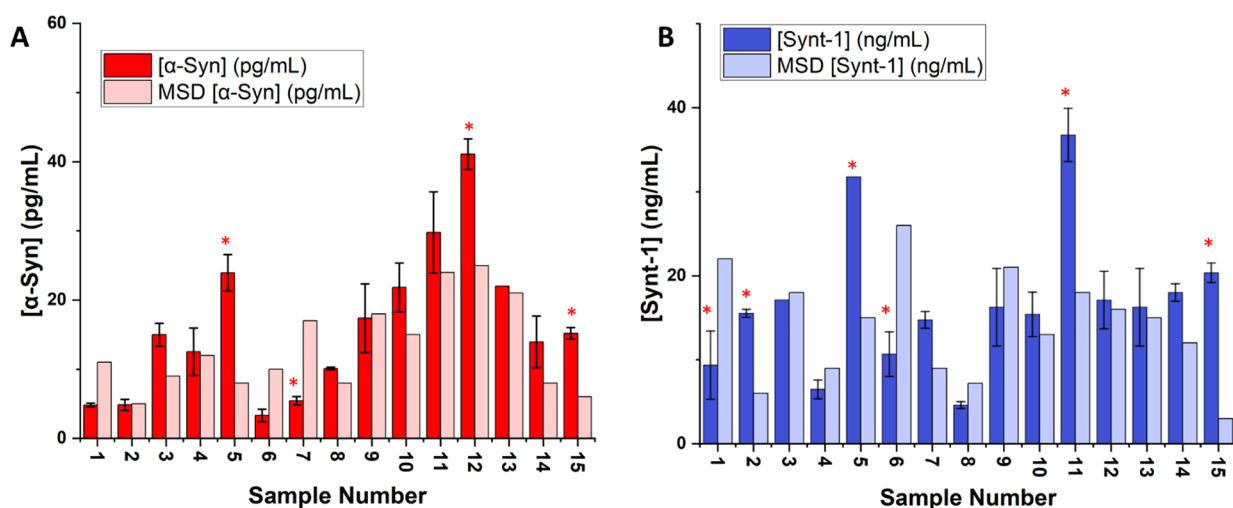 A
[α-Syn] (pg/mL)
MSD [α-Syn] (pg/mL)
[α-Syn] (pg/mL)
60
40
20
0
* * * *
1 2 3 4 5 6 7 8 9 10 11 12 13 14 15
Sample Number
B
[Synt-1] (ng/mL)
MSD [Synt-1] (ng/mL)
[Synt-1] (ng/mL)
40
20
0
* * * * * *
1 2 3 4 5 6 7 8 9 10 11 12 13 14 15
Sample Number